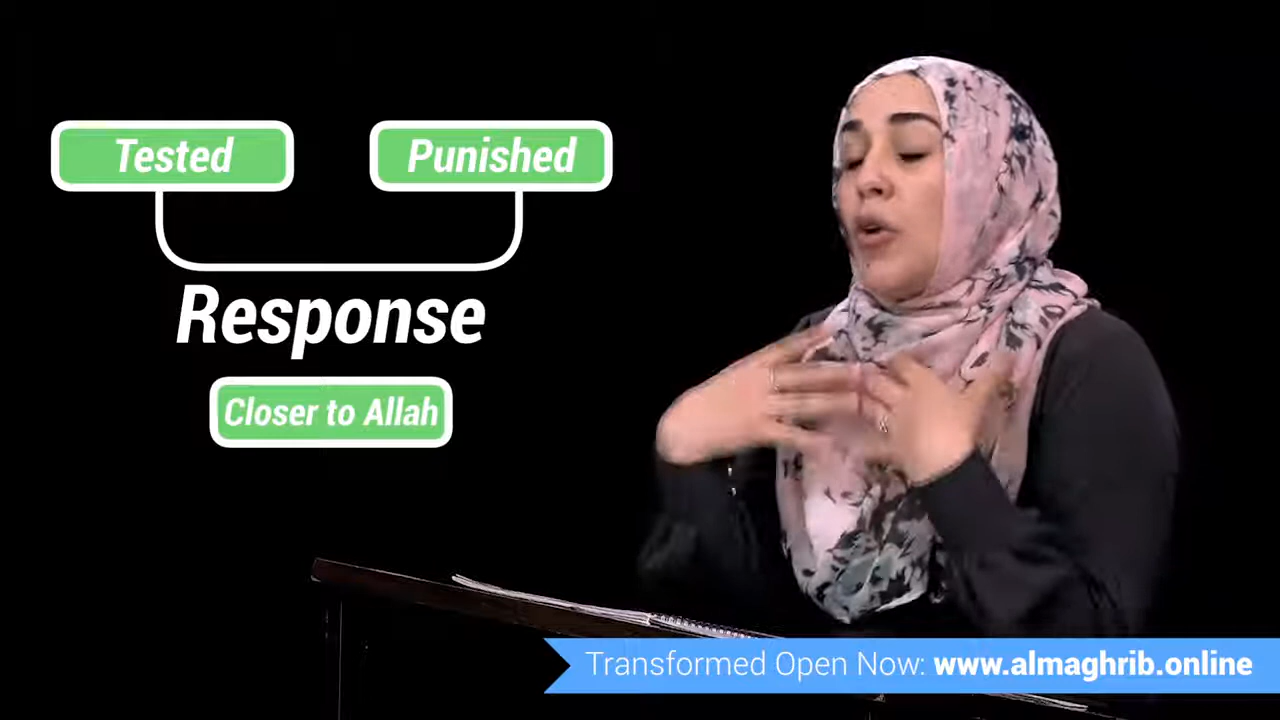 Tested
Punished
Response
Closer to Allah
Transformed Open Now: www.almaghrib.online